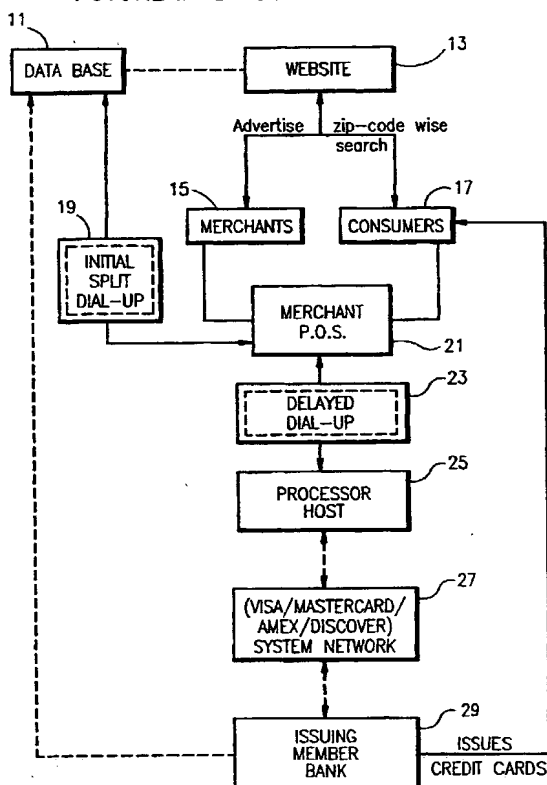 11
DATA BASE
WEBSITE
13
Advertise
zip-code wise
search
15
MERCHANTS
17
CONSUMERS
19
INITIAL
SPLIT
DIAL-UP
MERCHANT
P.O.S.
21
23
DELAYED
DIAL-UP
25
PROCESSOR
HOST
27
(VISA/MASTERCARD/
AMEX/DISCOVER)
SYSTEM NETWORK
29
ISSUING
MEMBER
BANK
ISSUES
CREDIT CARDS